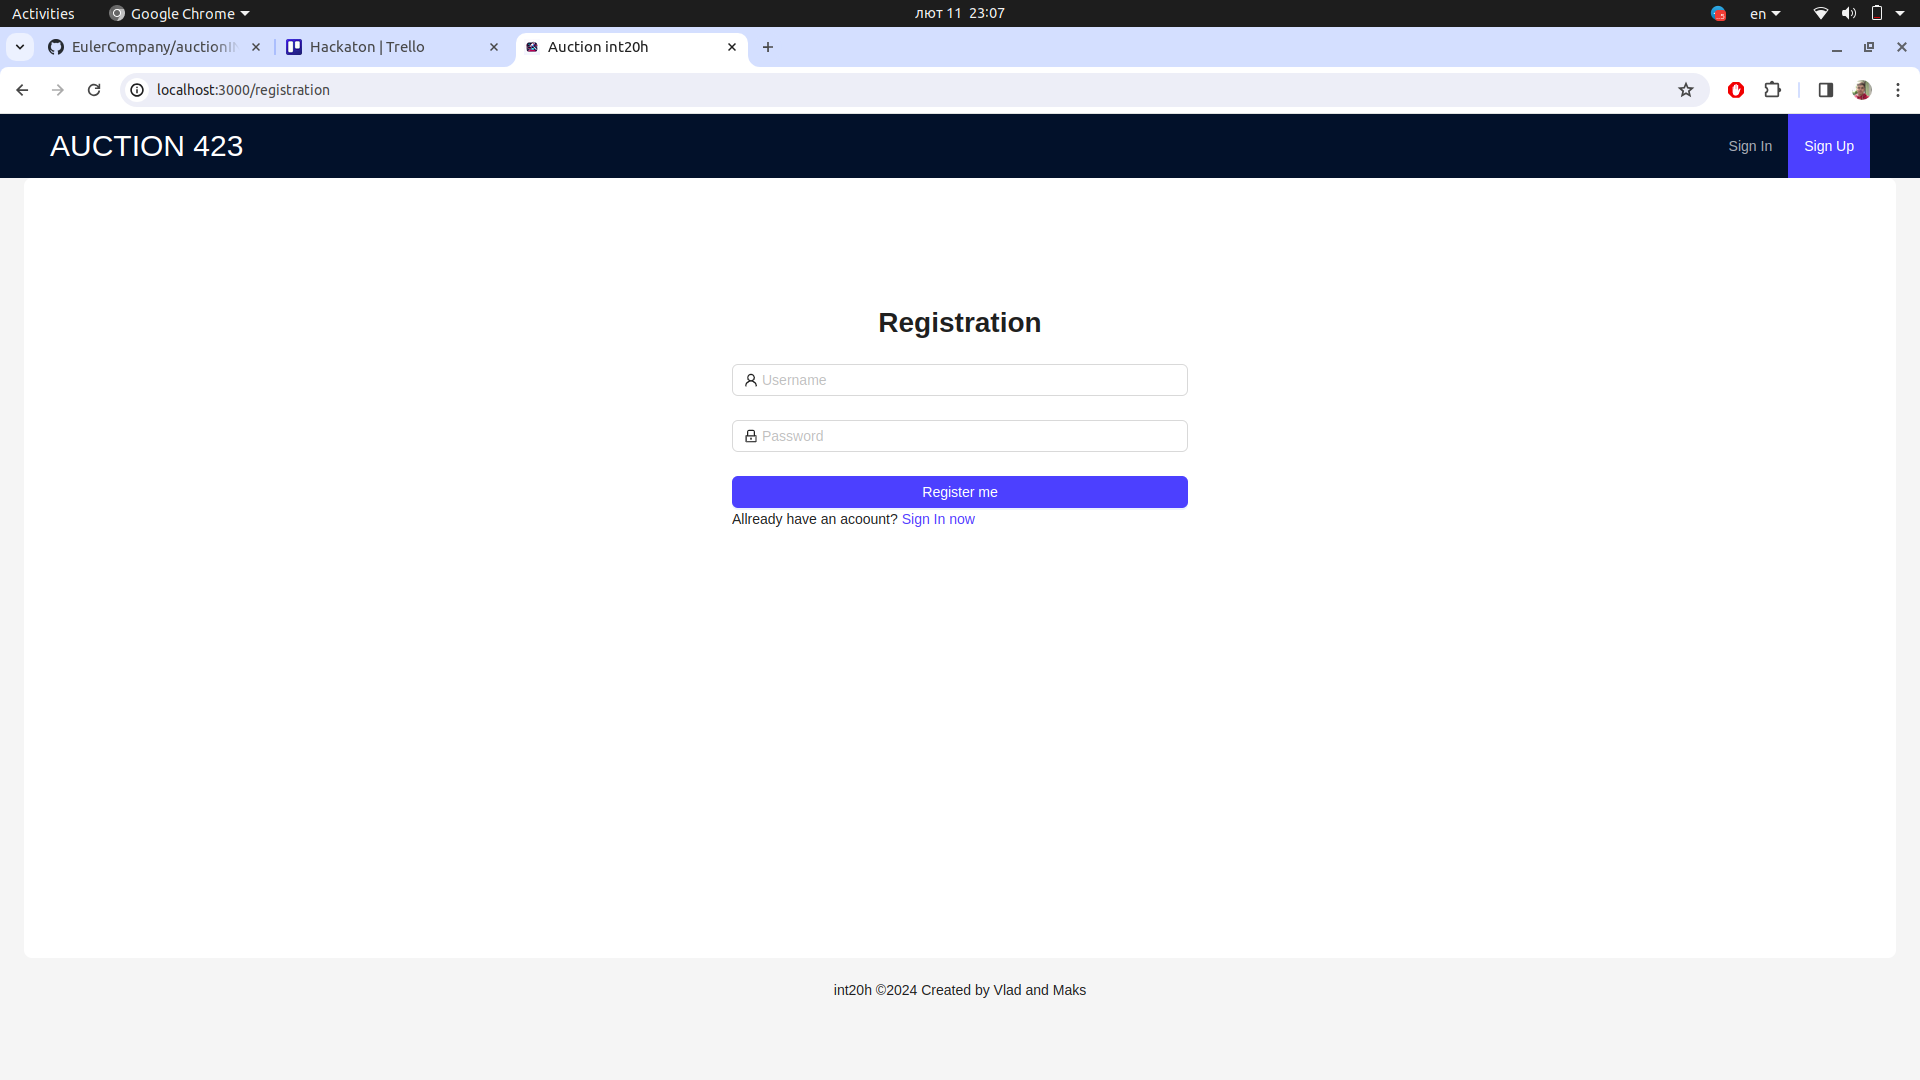 Activities Google Chrome лют 11 23:07 en
EulerCompany/auctionI Hackaton | Trello Auction int20h
localhost:3000/registration
AUCTION 423 Sign In Sign Up
Registration
Username
Password
Register me
Allready have an acoount? Sign In now
int20h ©2024 Created by Vlad and Maks